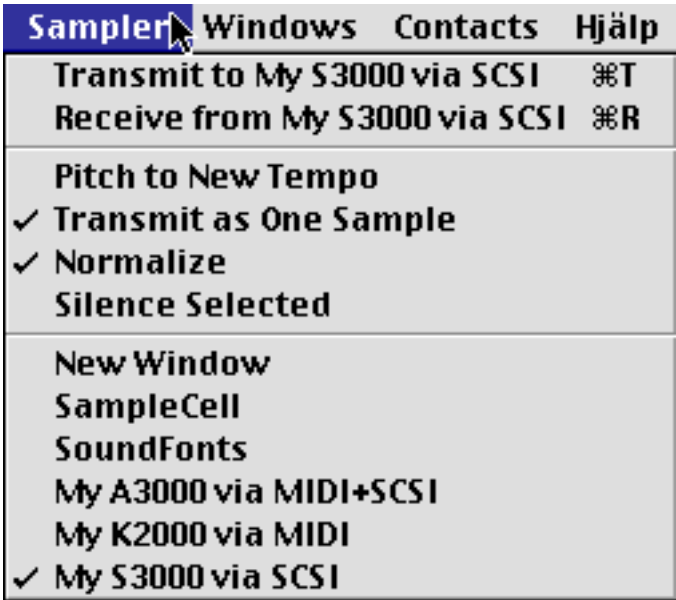 Sampler Windows Contacts Hjälp
Transmit to My S3000 via SCSI ⌘T
Receive from My S3000 via SCSI ⌘R
Pitch to New Tempo
✓ Transmit as One Sample
✓ Normalize
Silence Selected
New Window
SampleCell
SoundFonts
My A3000 via MIDI+SCSI
My K2000 via MIDI
✓ My S3000 via SCSI